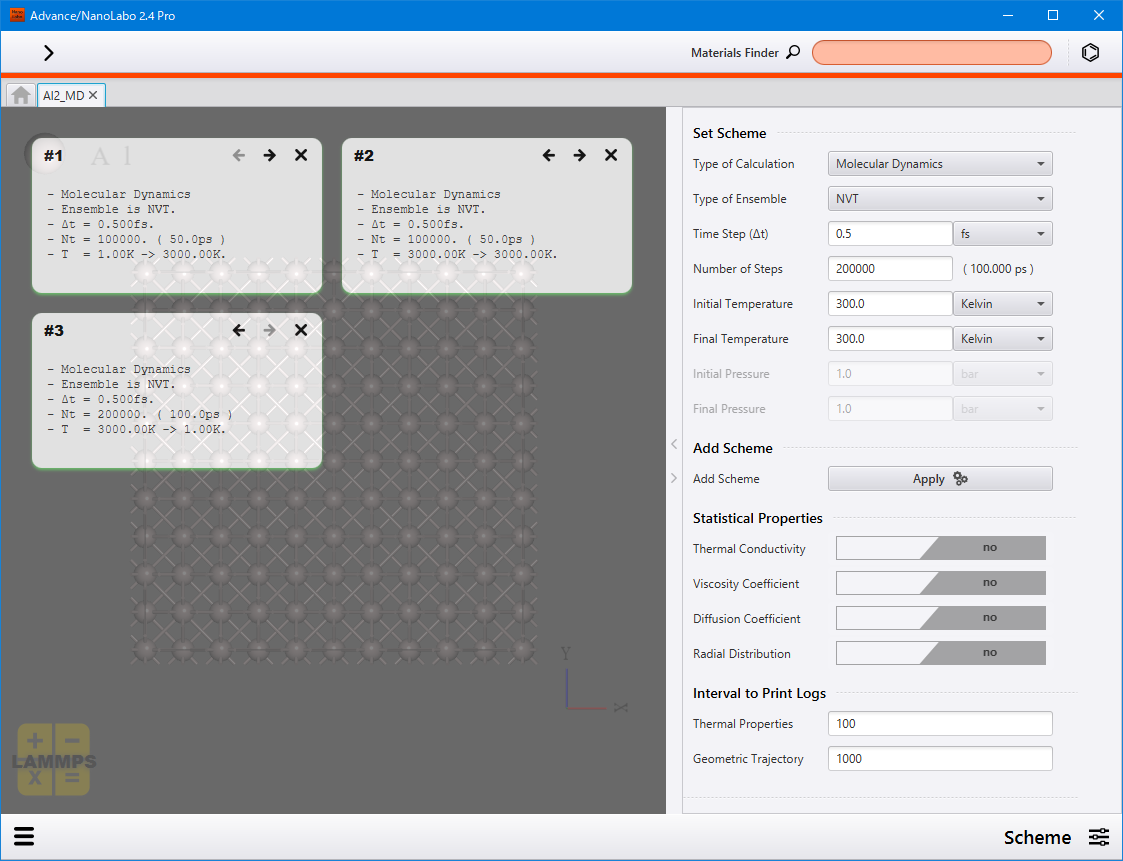 Advance/NanoLabo 2.4 Pro
Materials Finder
Al2_MD
Al
#1
- Molecular Dynamics
- Ensemble is NVT.
- Δt = 0.500fs.
- Nt = 100000. ( 50.0ps )
- T = 1.00K -> 3000.00K.
#2
- Molecular Dynamics
- Ensemble is NVT.
- Δt = 0.500fs.
- Nt = 100000. ( 50.0ps )
- T = 3000.00K -> 3000.00K.
#3
- Molecular Dynamics
- Ensemble is NVT.
- Δt = 0.500fs.
- Nt = 200000. ( 100.0ps )
- T = 3000.00K -> 1.00K.
Y
X
LAMMPS
Set Scheme
Type of Calculation Molecular Dynamics
Type of Ensemble NVT
Time Step (Δt) 0.5 fs
Number of Steps 200000 ( 100.000 ps )
Initial Temperature 300.0 Kelvin
Final Temperature 300.0 Kelvin
Initial Pressure 1.0 bar
Final Pressure 1.0 bar
Add Scheme
Add Scheme Apply
Statistical Properties
Thermal Conductivity no
Viscosity Coefficient no
Diffusion Coefficient no
Radial Distribution no
Interval to Print Logs
Thermal Properties 100
Geometric Trajectory 1000
Scheme